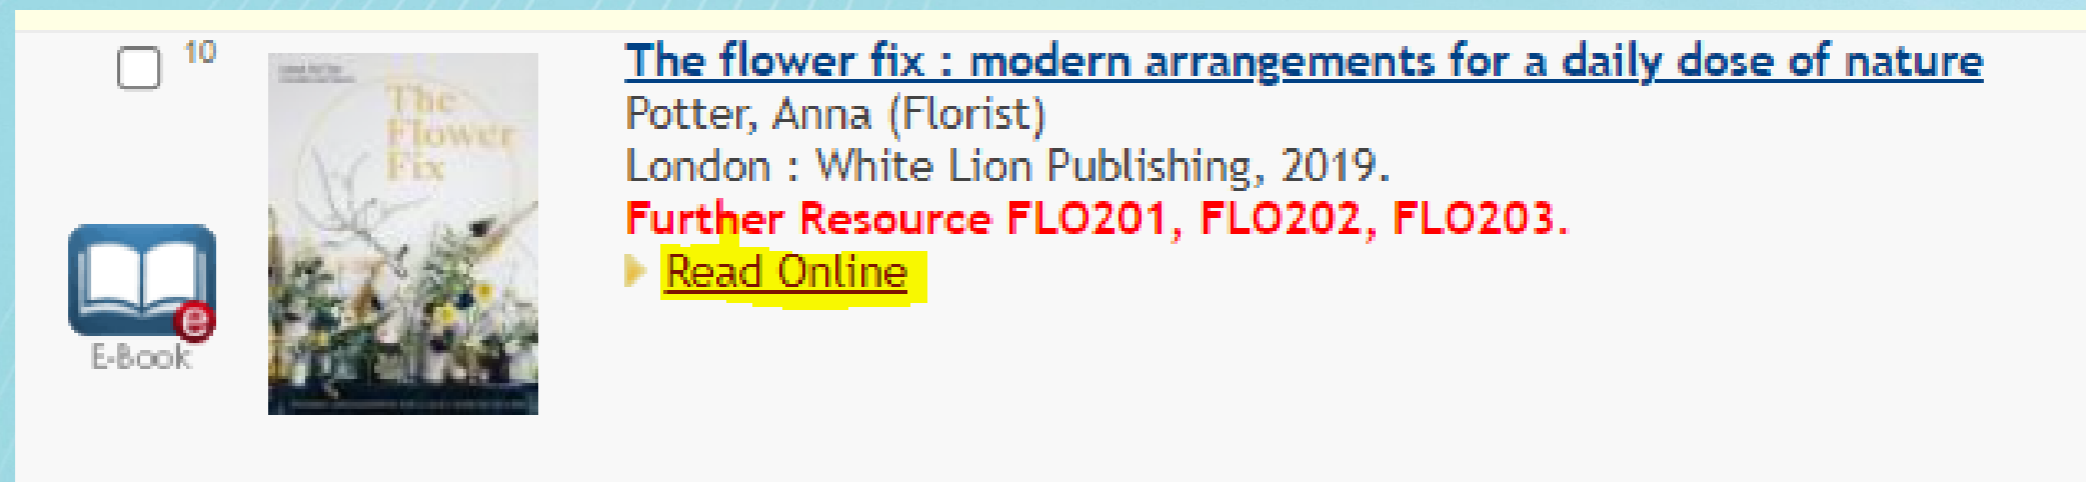 10
The flower fix : modern arrangements for a daily dose of nature
Potter, Anna (Florist)
London : White Lion Publishing, 2019.
Further Resource FLO201, FLO202, FLO203.
Read Online
The
Flower
Fix
e
E-Book